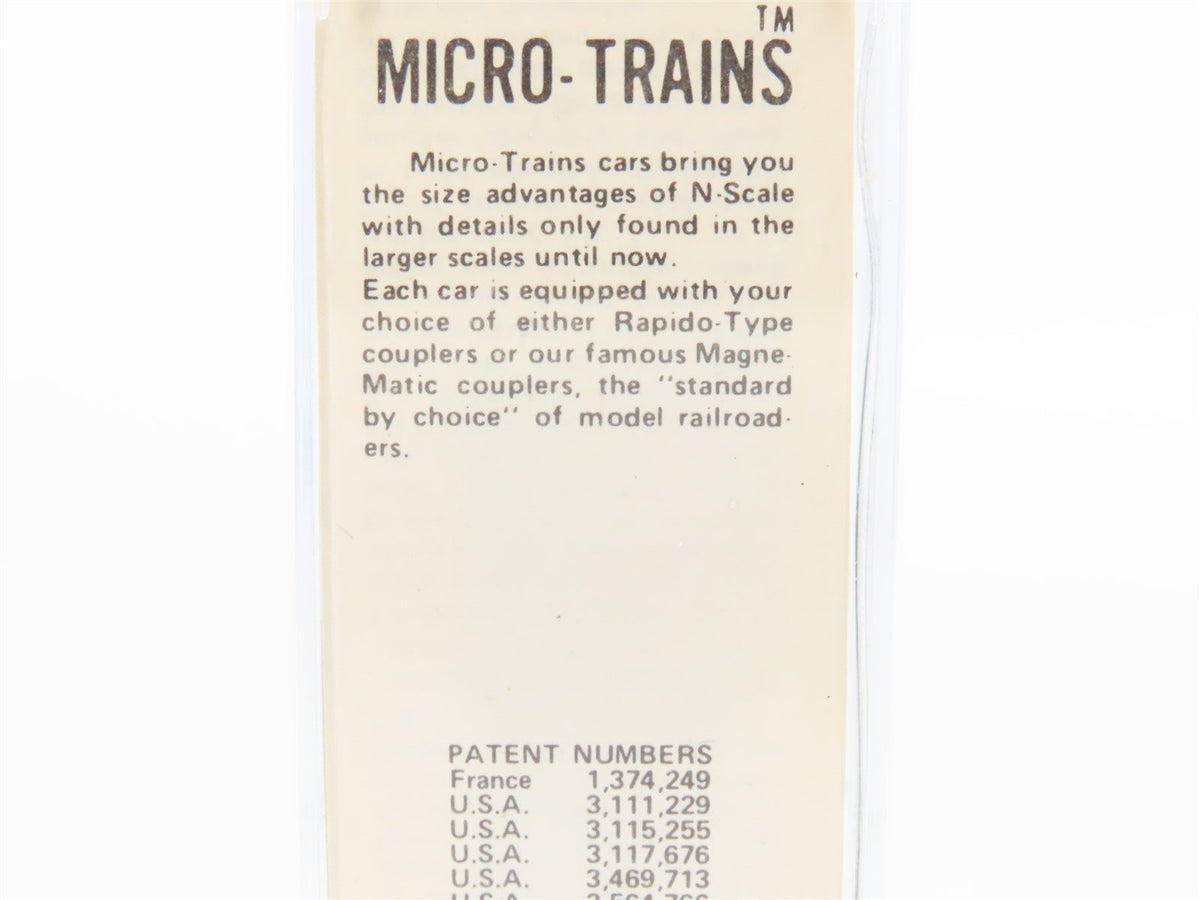 TM
MICRO-TRAINS
Micro-Trains cars bring you
the size advantages of N-Scale
with details only found in the
larger scales until now.
Each car is equipped with your
choice of either Rapido-Type
couplers or our famous Magne-
Matic couplers, the "standard
by choice" of model railroad-
ers.
PATENT NUMBERS
France 1,374,249
U.S.A. 3,111,229
U.S.A. 3,115,255
U.S.A. 3,117,676
U.S.A. 3,469,713
U.S.A.